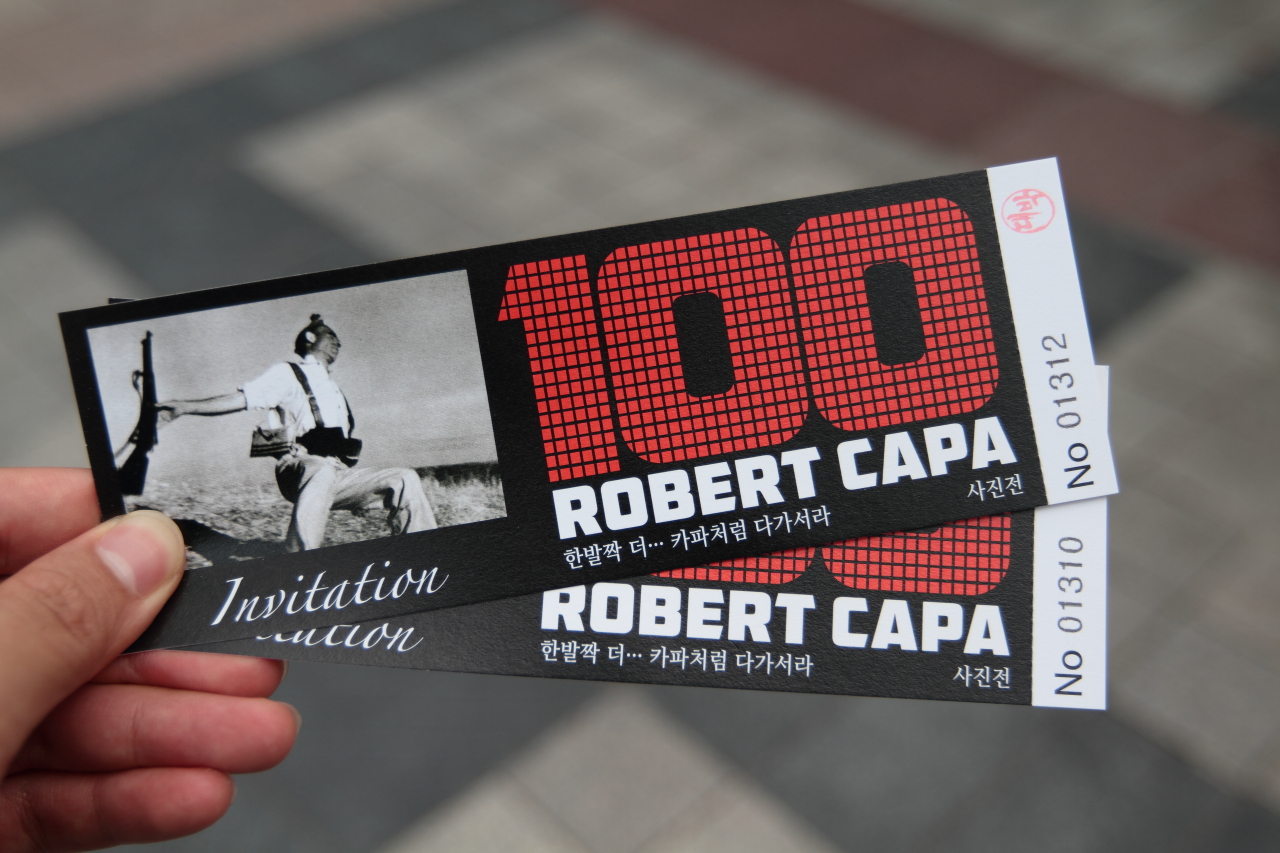 100
ROBERT CAPA
사진전
한발짝 더... 카파처럼 다가서라
Invitation
No 01312
ROBERT CAPA
한발짝 더... 카파처럼 다가서라
사진전
No 01310